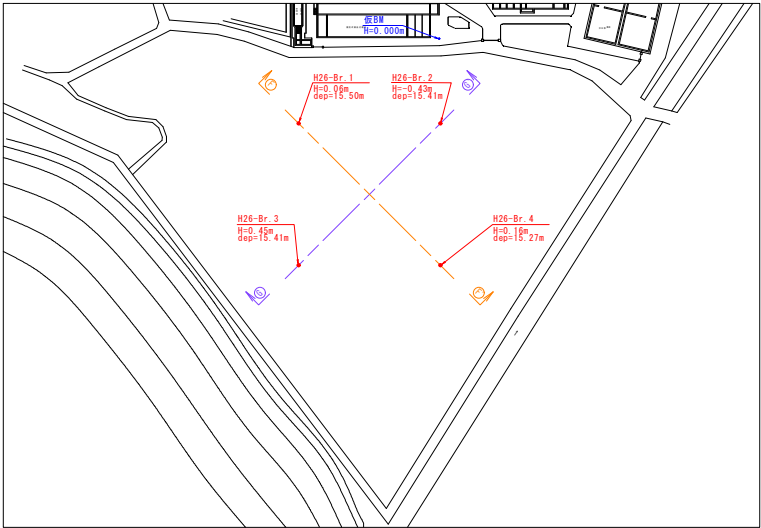 仮BM
H=0.000m
H26-Br.1
H=0.06m
dep=15.50m
H26-Br.2
H=-0.43m
dep=15.41m
H26-Br.3
H=0.45m
dep=15.41m
H26-Br.4
H=0.16m
dep=15.27m